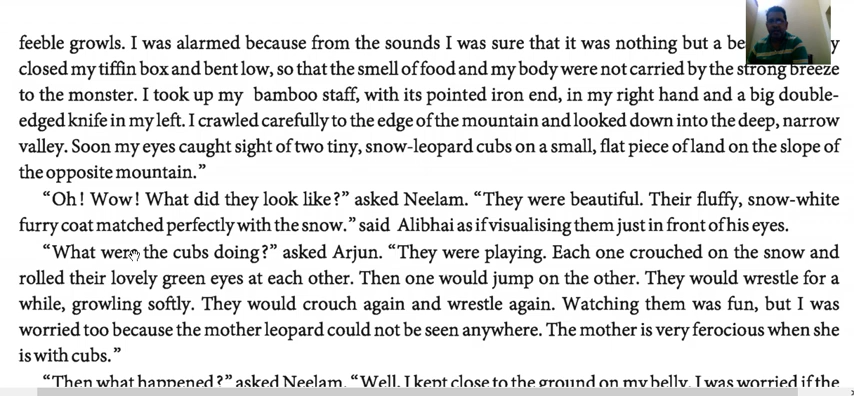 feeble growls. I was alarmed because from the sounds I was sure that it was nothing but a be
closed my tiffin box and bent low, so that the smell of food and my body were not carried by the strong breeze
to the monster. I took up my bamboo staff, with its pointed iron end, in my right hand and a big double-
edged knife in my left. I crawled carefully to the edge of the mountain and looked down into the deep, narrow
valley. Soon my eyes caught sight of two tiny, snow-leopard cubs on a small, flat piece of land on the slope of
the opposite mountain.”
“Oh! Wow! What did they look like?” asked Neelam. “They were beautiful. Their fluffy, snow-white
furry coat matched perfectly with the snow.” said Alibhai as if visualising them just in front of his eyes.
“What were the cubs doing?” asked Arjun. “They were playing. Each one crouched on the snow and
rolled their lovely green eyes at each other. Then one would jump on the other. They would wrestle for a
while, growling softly. They would crouch again and wrestle again. Watching them was fun, but I was
worried too because the mother leopard could not be seen anywhere. The mother is very ferocious when she
is with cubs.”
“Then what happened?” asked Neelam. “Well, I kept close to the ground on my belly. I was worried if the